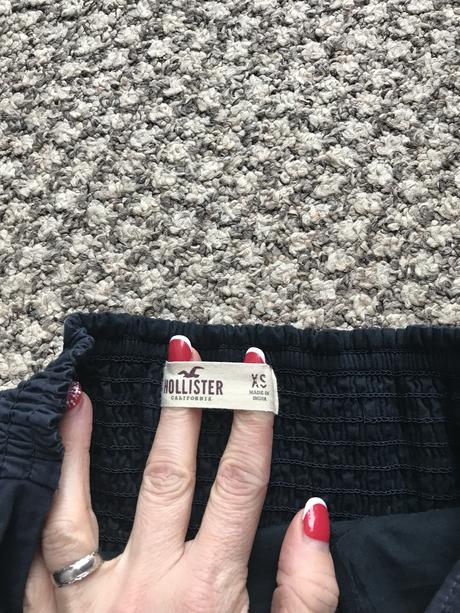 HOLLISTER
CALIFORNIA
XS
MADE IN
INDIA